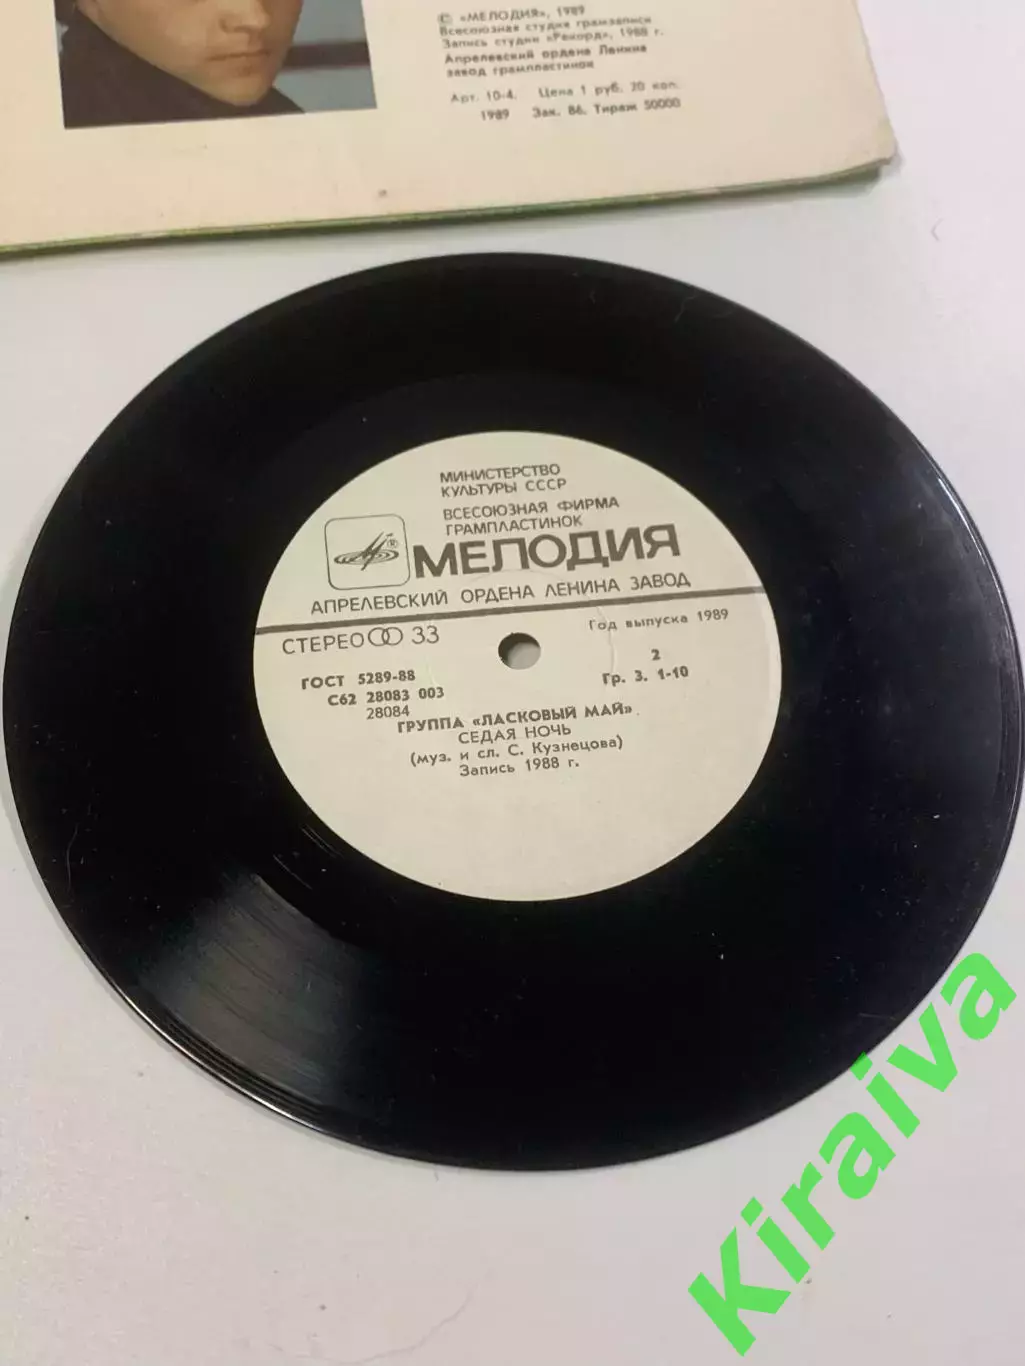 © «МЕЛОДИЯ», 1989
Всесоюзная студия грамзаписи
Запись студии «Рекорд», 1988 г.
Апрелевский ордена Ленина
завод грампластинок
Арт. 10-4. Цена 1 руб. 20 коп.
1989 Зак. 86. Тираж 50000
МИНИСТЕРСТВО
КУЛЬТУРЫ СССР
ВСЕСОЮЗНАЯ ФИРМА
ГРАМПЛАСТИНОК
МЕЛОДИЯ
АПРЕЛЕВСКИЙ ОРДЕНА ЛЕНИНА ЗАВОД
СТЕРЕО 33
Год выпуска 1989
ГОСТ 5289-88
2
С62 28083 003
Гр. 3. 1-10
28084
ГРУППА «ЛАСКОВЫЙ МАЙ»
СЕДАЯ НОЧЬ
(муз. и сл. С. Кузнецова)
Запись 1988 г.
Kiraiva